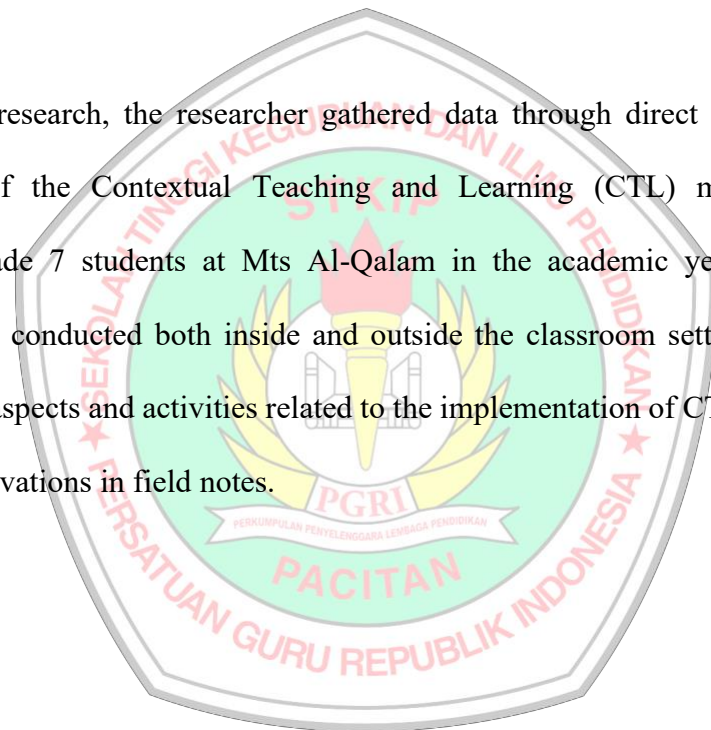 research, the researcher gathered data through direct
f the Contextual Teaching and Learning (CTL) m
de 7 students at Mts Al-Qalam in the academic ye
conducted both inside and outside the classroom sett
aspects and activities related to the implementation of CT
vations in field notes.
SEKOLAH TINGGI KEGURUAN DAN ILMU PENDIDIKAN
STKIP
PGRI
PERKUMPULAN PENYELENGGARA LEMBAGA PENDIDIKAN
PACITAN
PERSATUAN GURU REPUBLIK INDONESIA